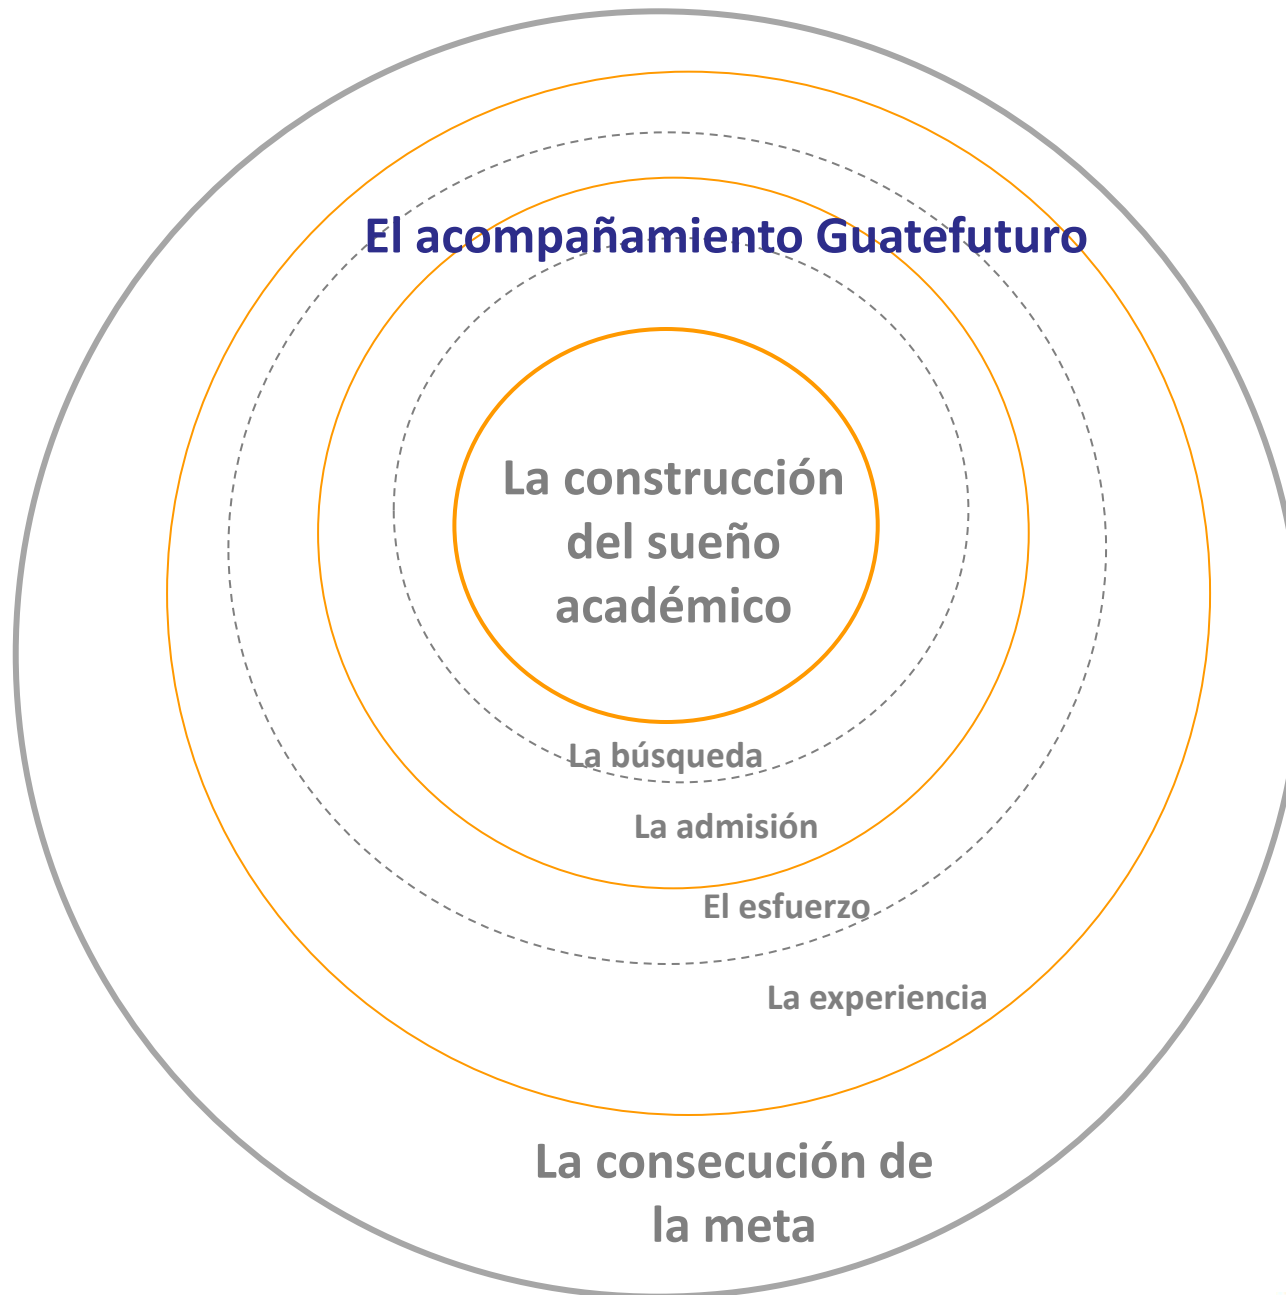 El acompañamiento Guatefuturo
La construcción
del sueño
académico
La búsqueda
La admisión
El esfuerzo
La experiencia
La consecución de
la meta